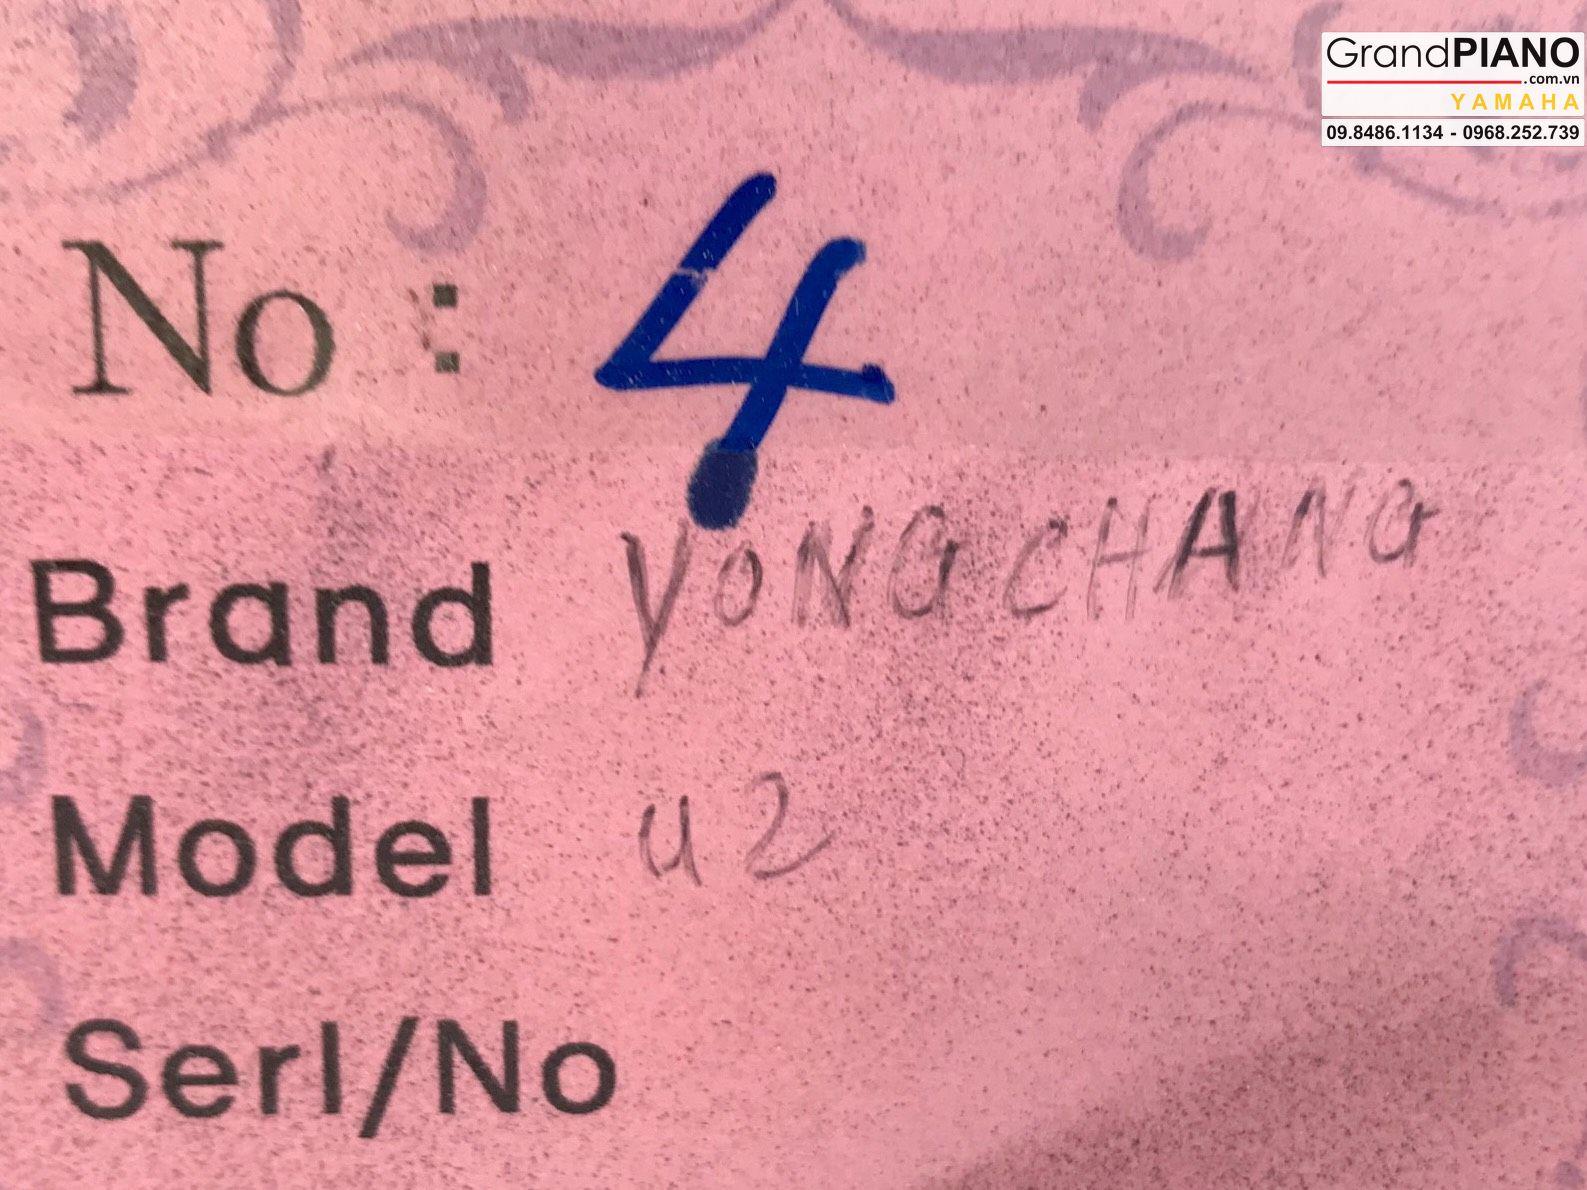 GrandPIANO
.com.vn
YAMAHA
09.8486.1134 - 0968.252.739
No : 4
Brand YONGCHANG
Model U2
Serl/No